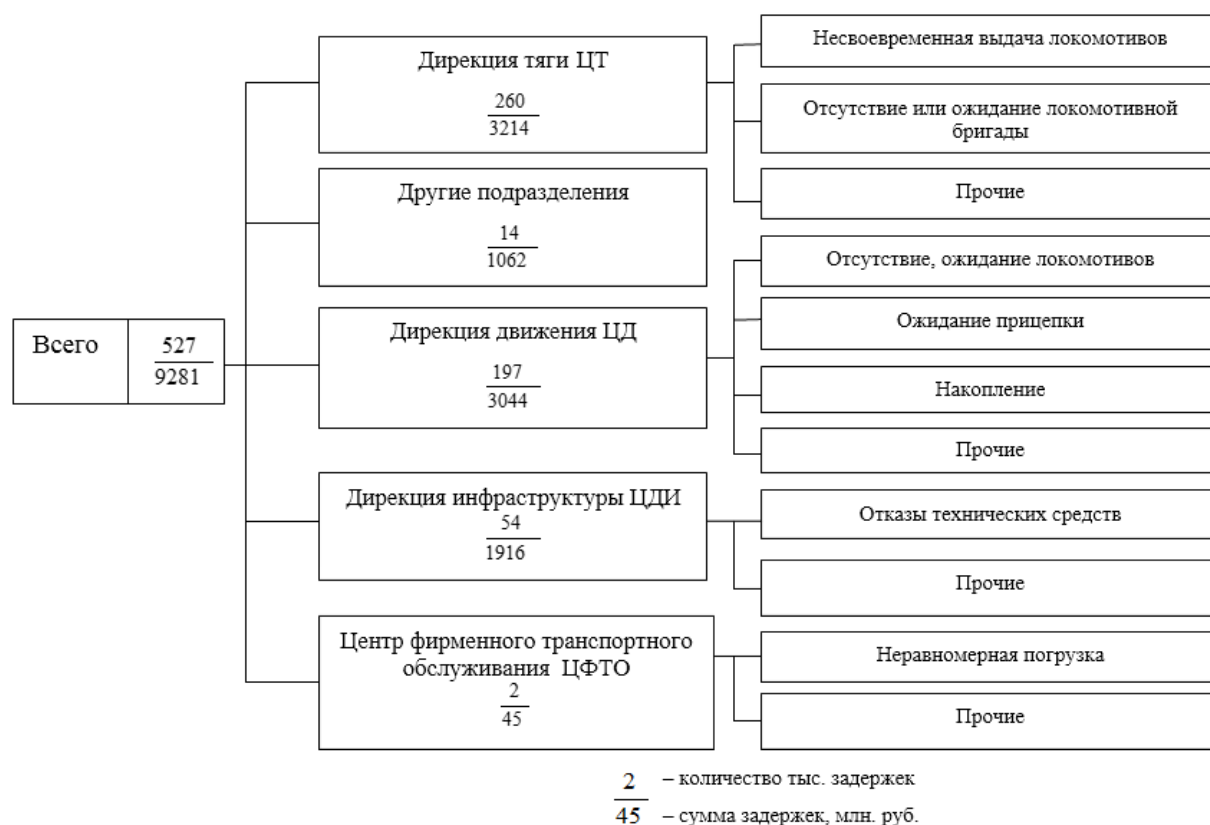 Всего
527
9281
Дирекция тяги ЦТ
260
3214
Несвоевременная выдача локомотивов
Отсутствие или ожидание локомотивной
бригады
Прочие
Другие подразделения
14
1062
Дирекция движения ЦД
197
3044
Отсутствие, ожидание локомотивов
Ожидание прицепки
Накопление
Прочие
Дирекция инфраструктуры ЦДИ
54
1916
Отказы технических средств
Прочие
Центр фирменного транспортного
обслуживания ЦФТО
2
45
Неравномерная погрузка
Прочие
2 – количество тыс. задержек
45 – сумма задержек, млн. руб.